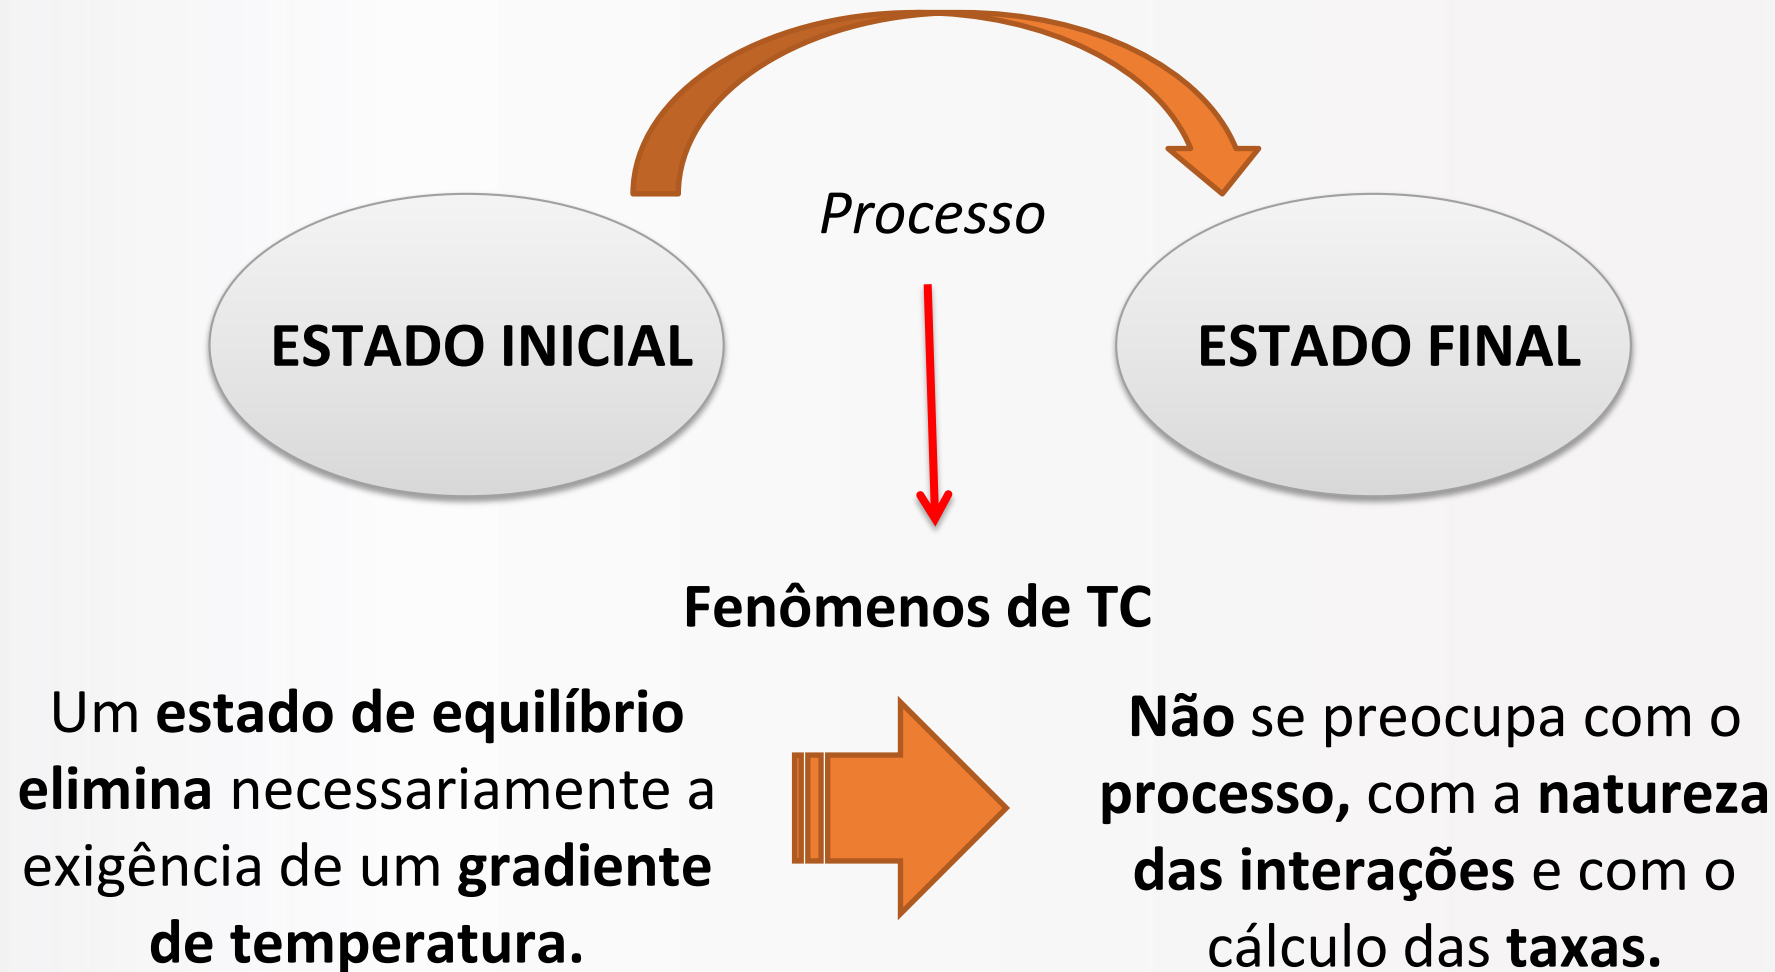 Processo
ESTADO INICIAL
ESTADO FINAL
Fenômenos de TC
Um estado de equilíbrio
elimina necessariamente a
exigência de um gradiente
de temperatura.
Não se preocupa com o
processo, com a natureza
das interações e com o
cálculo das taxas.